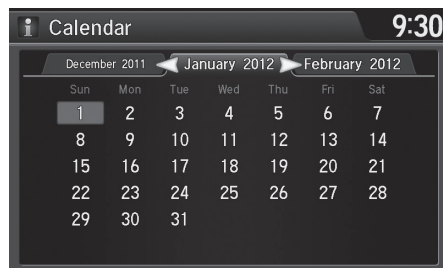 i Calendar 9:30
December 2011 January 2012 February 2012
Sun Mon Tue Wed Thu Fri Sat
1 2 3 4 5 6 7
8 9 10 11 12 13 14
15 16 17 18 19 20 21
22 23 24 25 26 27 28
29 30 31